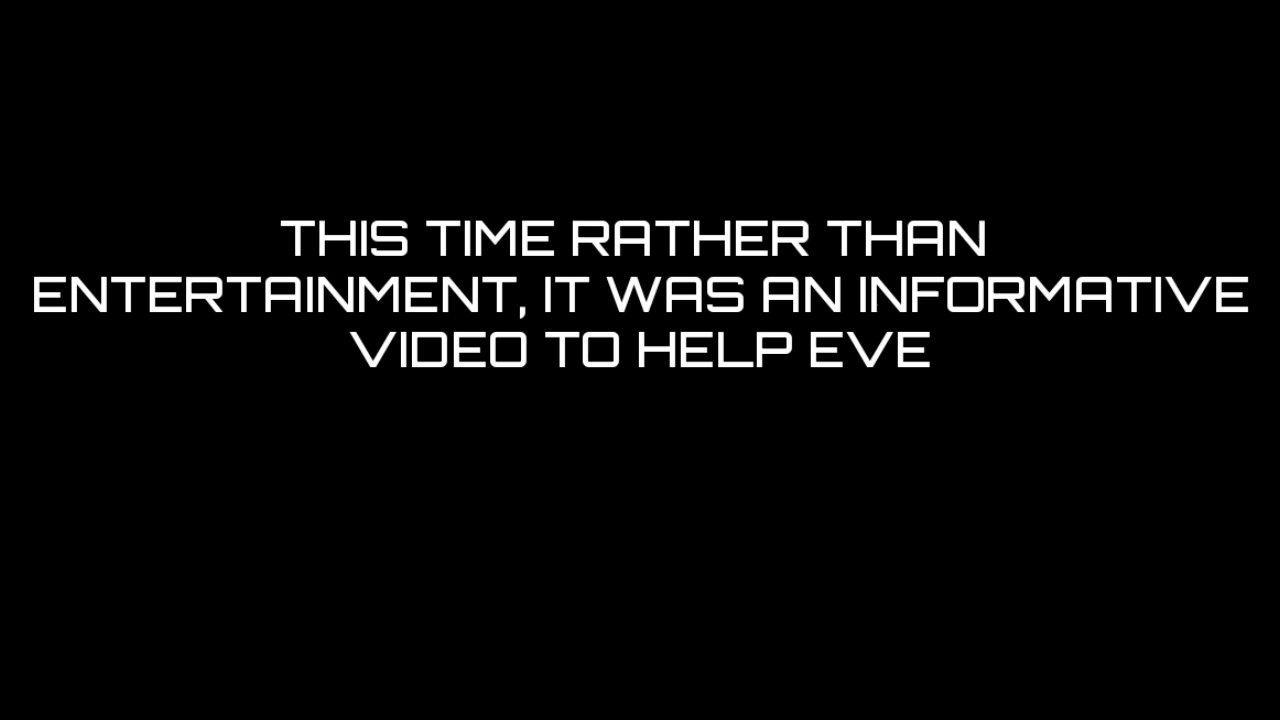 THIS TIME RATHER THAN
ENTERTAINMENT, IT WAS AN INFORMATIVE
VIDEO TO HELP EVE